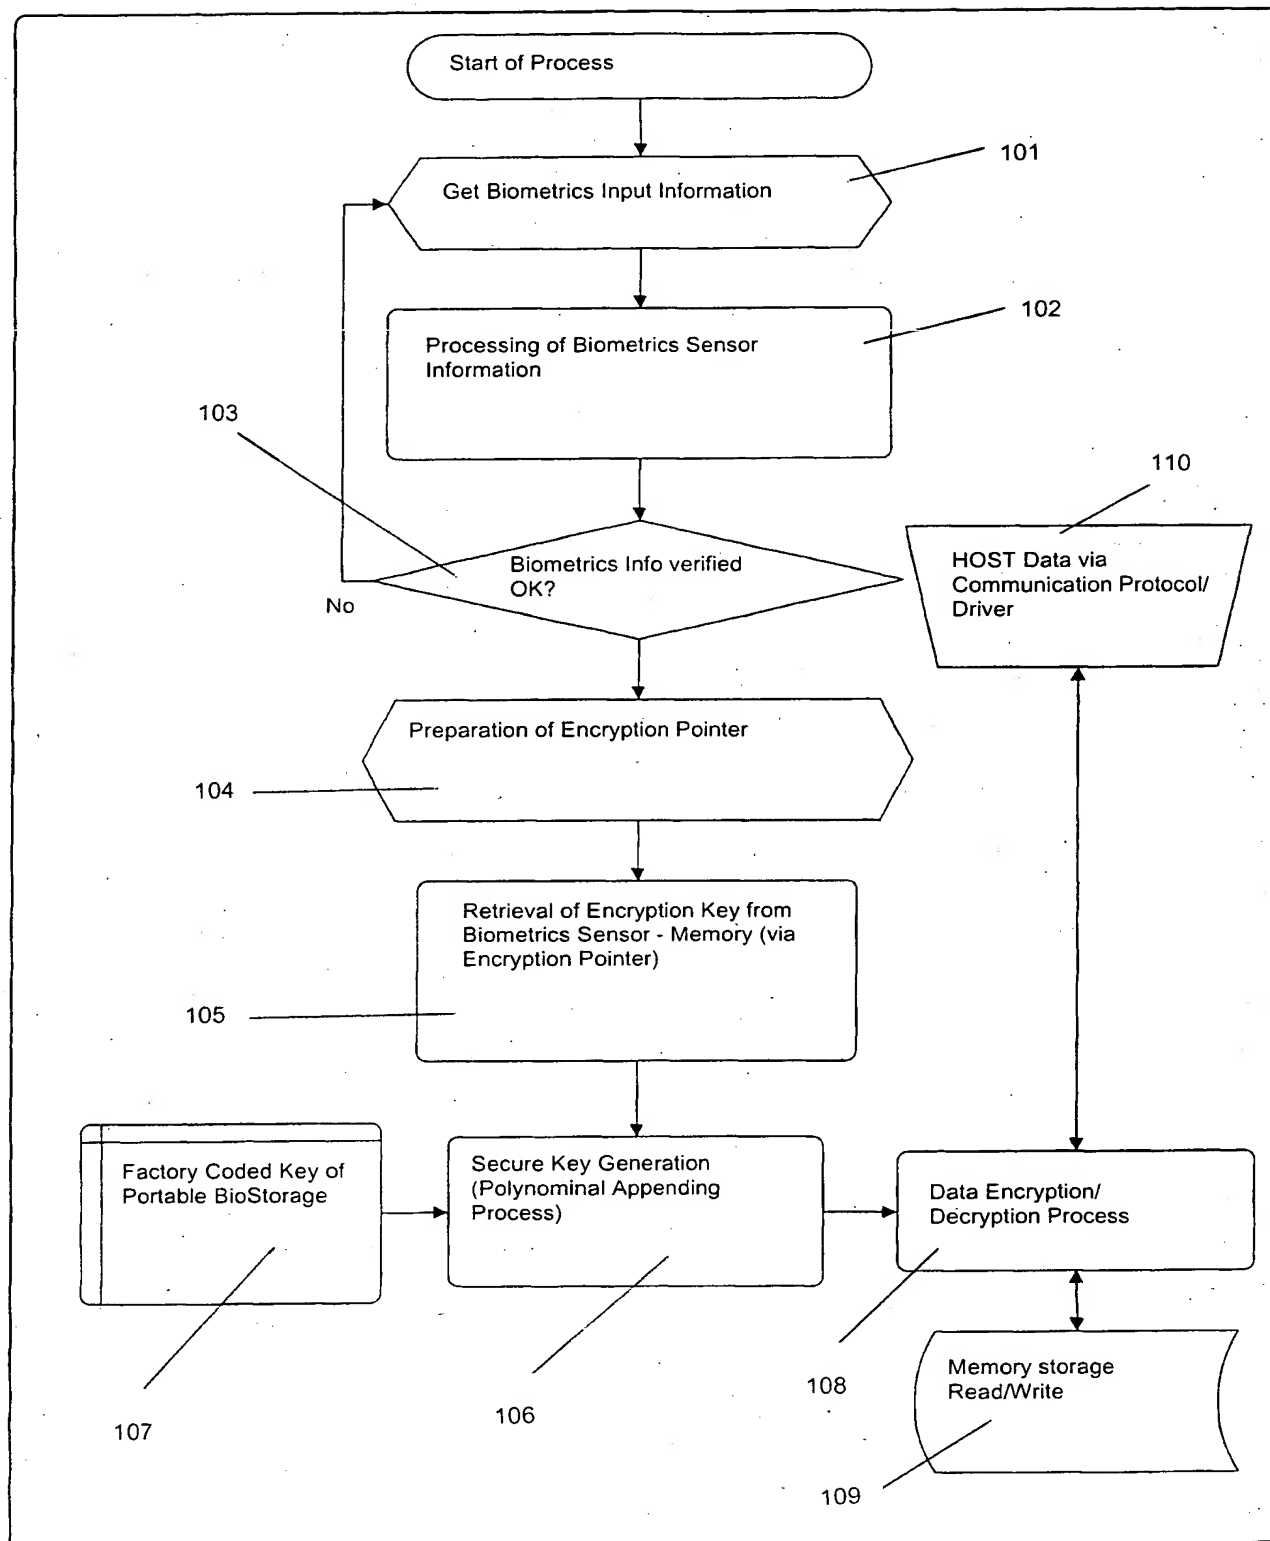 Start of Process
101
Get Biometrics Input Information
102
Processing of Biometrics Sensor
Information
103
110
Biometrics Info verified
OK?
HOST Data via
Communication Protocol/
Driver
No
Preparation of Encryption Pointer
104
Retrieval of Encryption Key from
Biometrics Sensor - Memory (via
Encryption Pointer)
105
Factory Coded Key of
Portable BioStorage
Secure Key Generation
(Polynominal Appending
Process)
Data Encryption/
Decryption Process
Memory storage
Read/Write
108
106
107
109